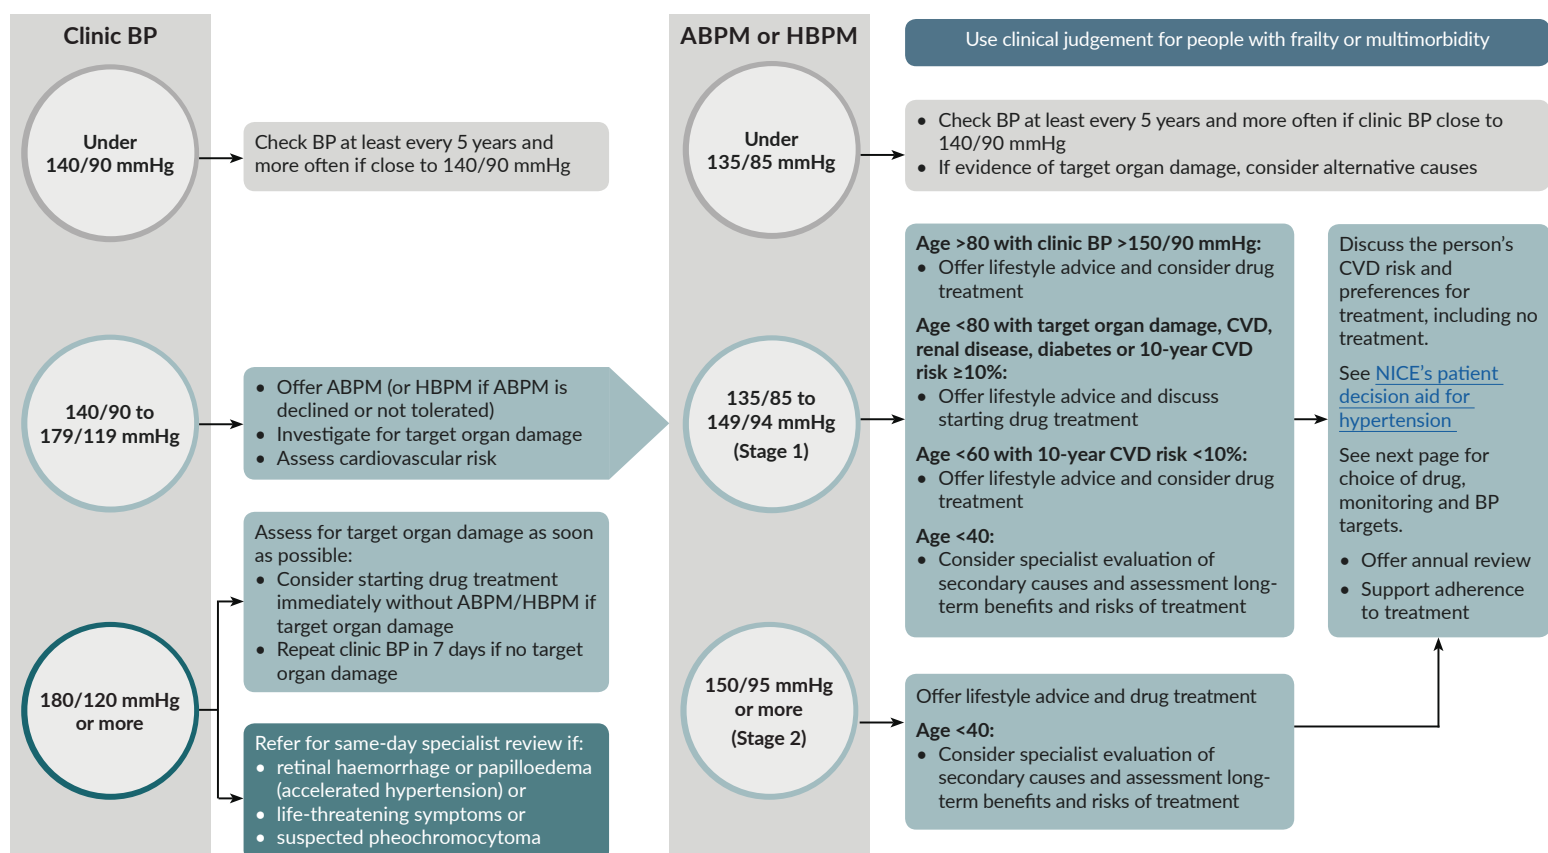 Clinic BP
Under
140/90 mmHg
Check BP at least every 5 years and
more often if close to 140/90 mmHg
140/90 to
179/119 mmHg
• Offer ABPM (or HBPM if ABPM is
declined or not tolerated)
• Investigate for target organ damage
• Assess cardiovascular risk
180/120 mmHg
or more
Assess for target organ damage as soon
as possible:
• Consider starting drug treatment
immediately without ABPM/HBPM if
target organ damage
• Repeat clinic BP in 7 days if no target
organ damage
Refer for same-day specialist review if:
• retinal haemorrhage or papilloedema
(accelerated hypertension) or
• life-threatening symptoms or
• suspected pheochromocytoma
ABPM or HBPM
Use clinical judgement for people with frailty or multimorbidity
Under
135/85 mmHg
• Check BP at least every 5 years and more often if clinic BP close to
140/90 mmHg
• If evidence of target organ damage, consider alternative causes
135/85 to
149/94 mmHg
(Stage 1)
Age >80 with clinic BP >150/90 mmHg:
• Offer lifestyle advice and consider drug
treatment
Age <80 with target organ damage, CVD,
renal disease, diabetes or 10-year CVD
risk ≥10%:
• Offer lifestyle advice and discuss
starting drug treatment
Age <60 with 10-year CVD risk <10%:
• Offer lifestyle advice and consider drug
treatment
Age <40:
• Consider specialist evaluation of
secondary causes and assessment long-
term benefits and risks of treatment
Discuss the person's
CVD risk and
preferences for
treatment, including no
treatment.
See NICE's patient
decision aid for
hypertension
See next page for
choice of drug,
monitoring and BP
targets.
• Offer annual review
• Support adherence
to treatment
150/95 mmHg
or more
(Stage 2)
Offer lifestyle advice and drug treatment
Age <40:
• Consider specialist evaluation of
secondary causes and assessment long-
term benefits and risks of treatment